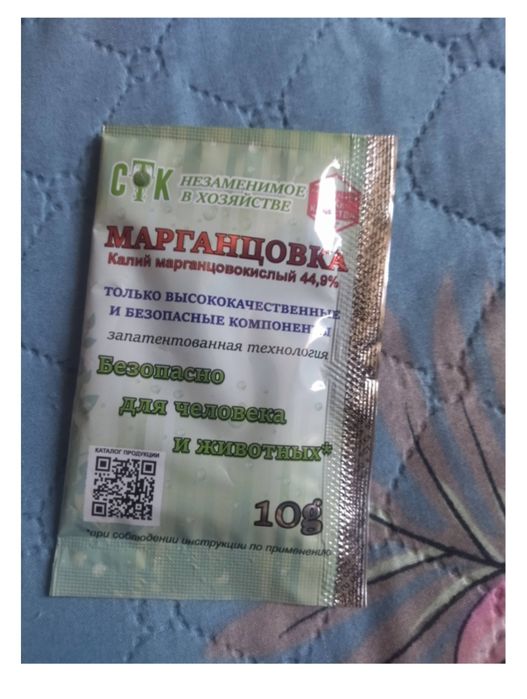 СТК
НЕЗАМЕНИМОЕ
В ХОЗЯЙСТВЕ
МАРГАНЦОВКА
Калий марганцовокислый 44,9%
ТОЛЬКО ВЫСОКОКАЧЕСТВЕННЫЕ
И БЕЗОПАСНЫЕ КОМПОНЕНТЫ
запатентованная технология
Безопасно
для человека
и животных*
КАТАЛОГ ПРОДУКЦИИ
10g
*при соблюдении инструкции по применению